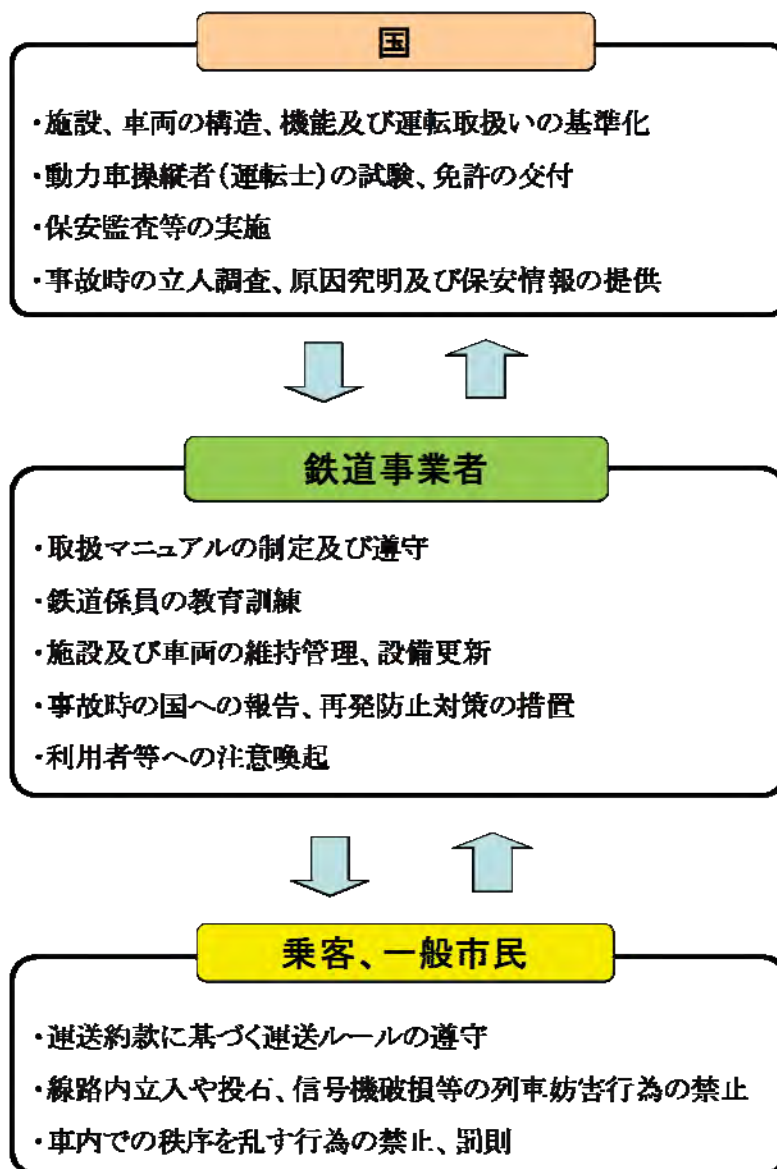 国
・施設、車両の構造、機能及び運転取扱いの基準化
・動力車操縦者(運転士)の試験、免許の交付
・保安監査等の実施
・事故時の立入調査、原因究明及び保安情報の提供
鉄道事業者
・取扱マニュアルの制定及び遵守
・鉄道係員の教育訓練
・施設及び車両の維持管理、設備更新
・事故時の国への報告、再発防止対策の措置
・利用者等への注意喚起
乗客、一般市民
・運送約款に基づく運送ルールの遵守
・線路内立入や投石、信号機破損等の列車妨害行為の禁止
・車内での秩序を乱す行為の禁止、罰則